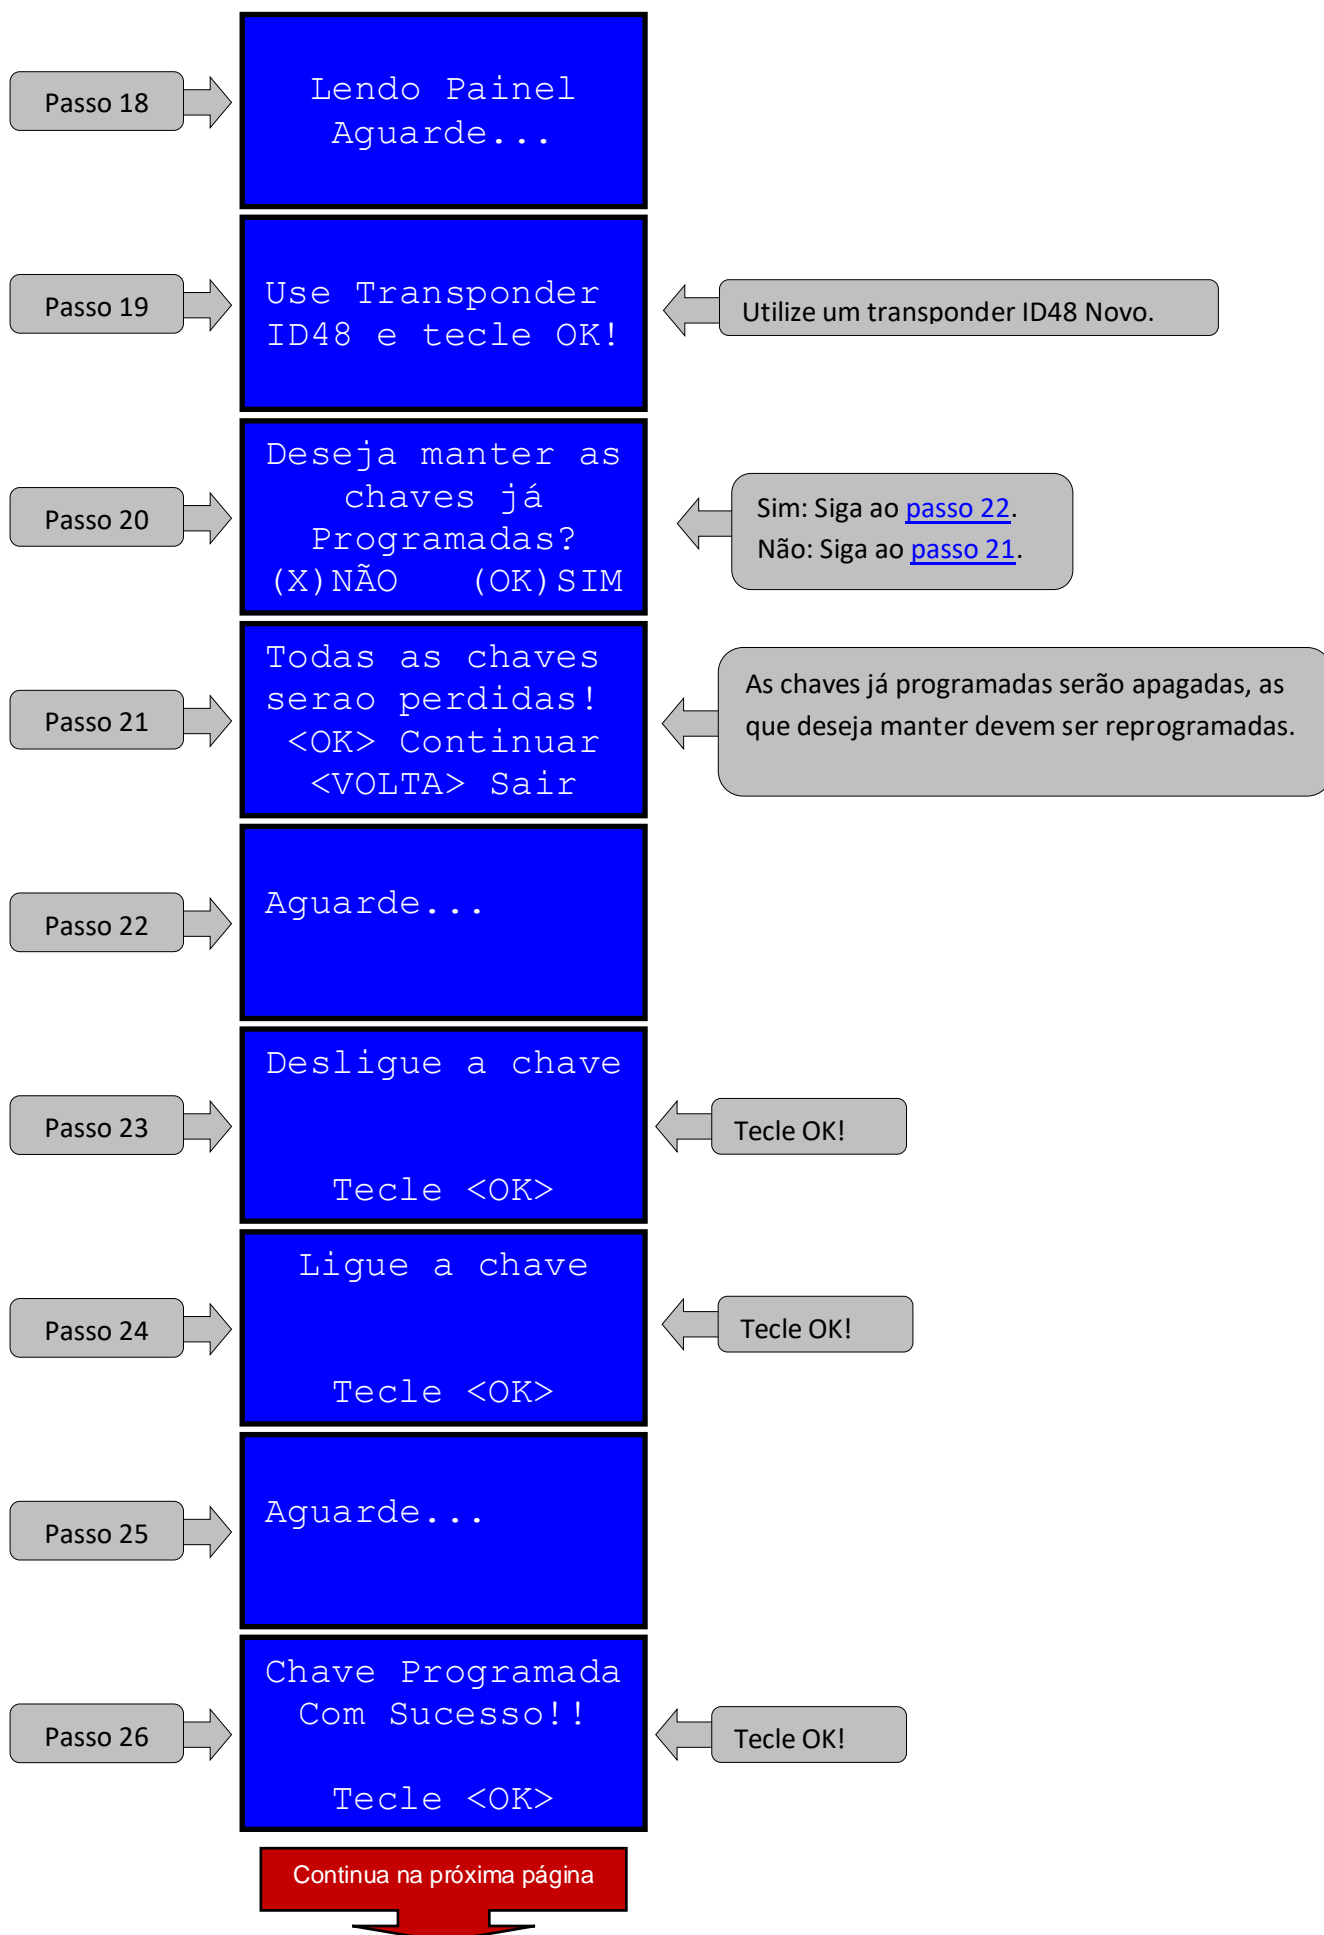 Passo 18
Lendo Painel
Aguarde...
Passo 19
Use Transponder
ID48 e tecle OK!
Utilize um transponder ID48 Novo.
Passo 20
Deseja manter as
chaves já
Programadas?
(X)NÃO (OK)SIM
Sim: Siga ao passo 22.
Não: Siga ao passo 21.
Passo 21
Todas as chaves
serao perdidas!
<OK> Continuar
<VOLTA> Sair
As chaves já programadas serão apagadas, as
que deseja manter devem ser reprogramadas.
Passo 22
Aguarde...
Passo 23
Desligue a chave
Tecle <OK>
Tecle OK!
Passo 24
Ligue a chave
Tecle <OK>
Tecle OK!
Passo 25
Aguarde...
Passo 26
Chave Programada
Com Sucesso!!
Tecle <OK>
Tecle OK!
Continua na próxima página